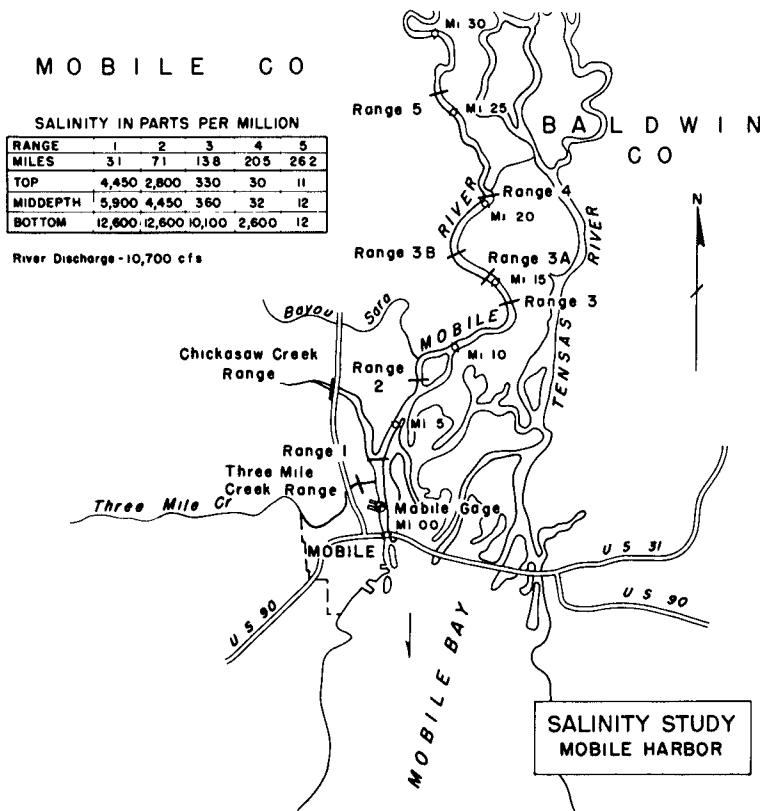 MOBILE CO
SALINITY IN PARTS PER MILLION
RANGE 1 2 3 4 5
MILES 3.1 7.1 13.8 20.5 26.2
TOP 4,450 2,800 330 30 11
MIDDEPTH 5,900 4,450 360 32 12
BOTTOM 12,600 12,600 10,100 2,600 12
River Discharge - 10,700 cfs
Mi 30
Range 5
Mi 25
BALDWIN
CO
Range 4
Mi 20
RIVER
Range 3B
Range 3A
Mi 15
RIVER
N
Range 3
Bayou Sara
MOBILE
Mi 10
TENSAS
Chickasaw Creek
Range
Range
2
Mi 5
Range 1
Three Mile
Creek Range
Three Mile Cr
Mobile Gage
Mi 00
MOBILE
U S 31
U S 90
U S 90
MOBILE BAY
SALINITY STUDY
MOBILE HARBOR